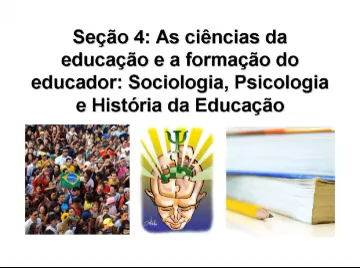 Seção 4: As ciências da
educação e a formação do
educador: Sociologia, Psicologia
e História da Educação